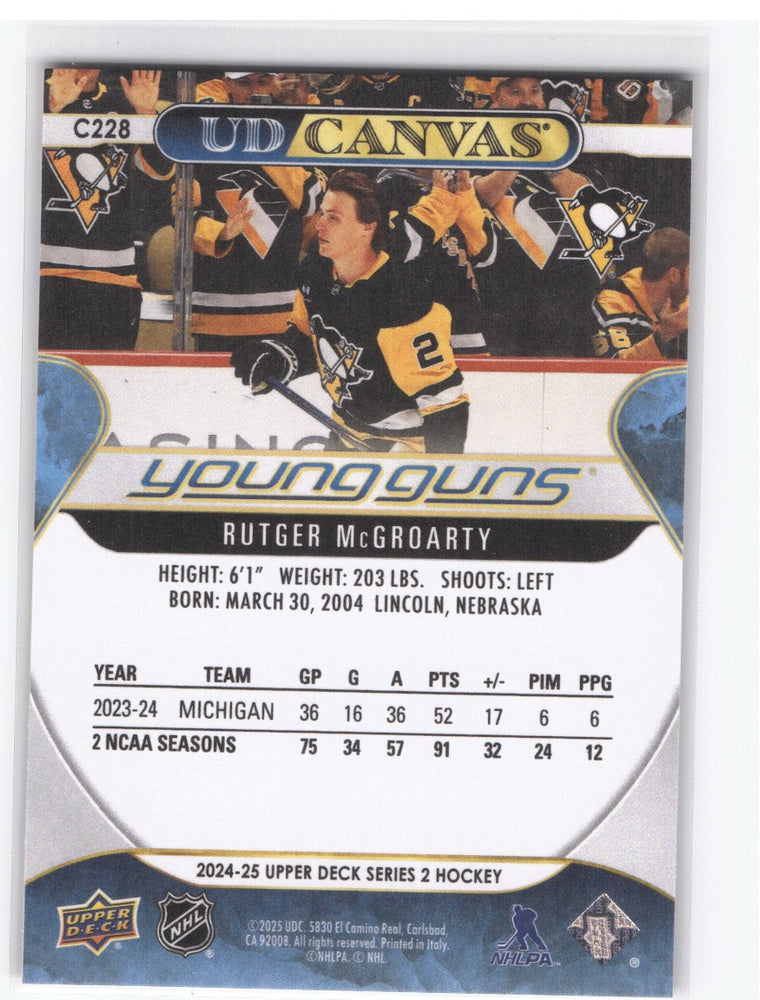 C228
UD CANVAS®
2
ASING
young guns®
RUTGER McGROARTY
HEIGHT: 6'1" WEIGHT: 203 LBS. SHOOTS: LEFT
BORN: MARCH 30, 2004 LINCOLN, NEBRASKA
YEAR TEAM GP G A PTS +/- PIM PPG
2023-24 MICHIGAN 36 16 36 52 17 6 6
2 NCAA SEASONS 75 34 57 91 32 24 12
2024-25 UPPER DECK SERIES 2 HOCKEY
UPPER DECK®
NHL®
©2025 UDC. 5830 El Camino Real, Carlsbad,
CA 92008. All rights reserved. Printed in Italy.
©NHLPA. © NHL.
NHLPA™
®